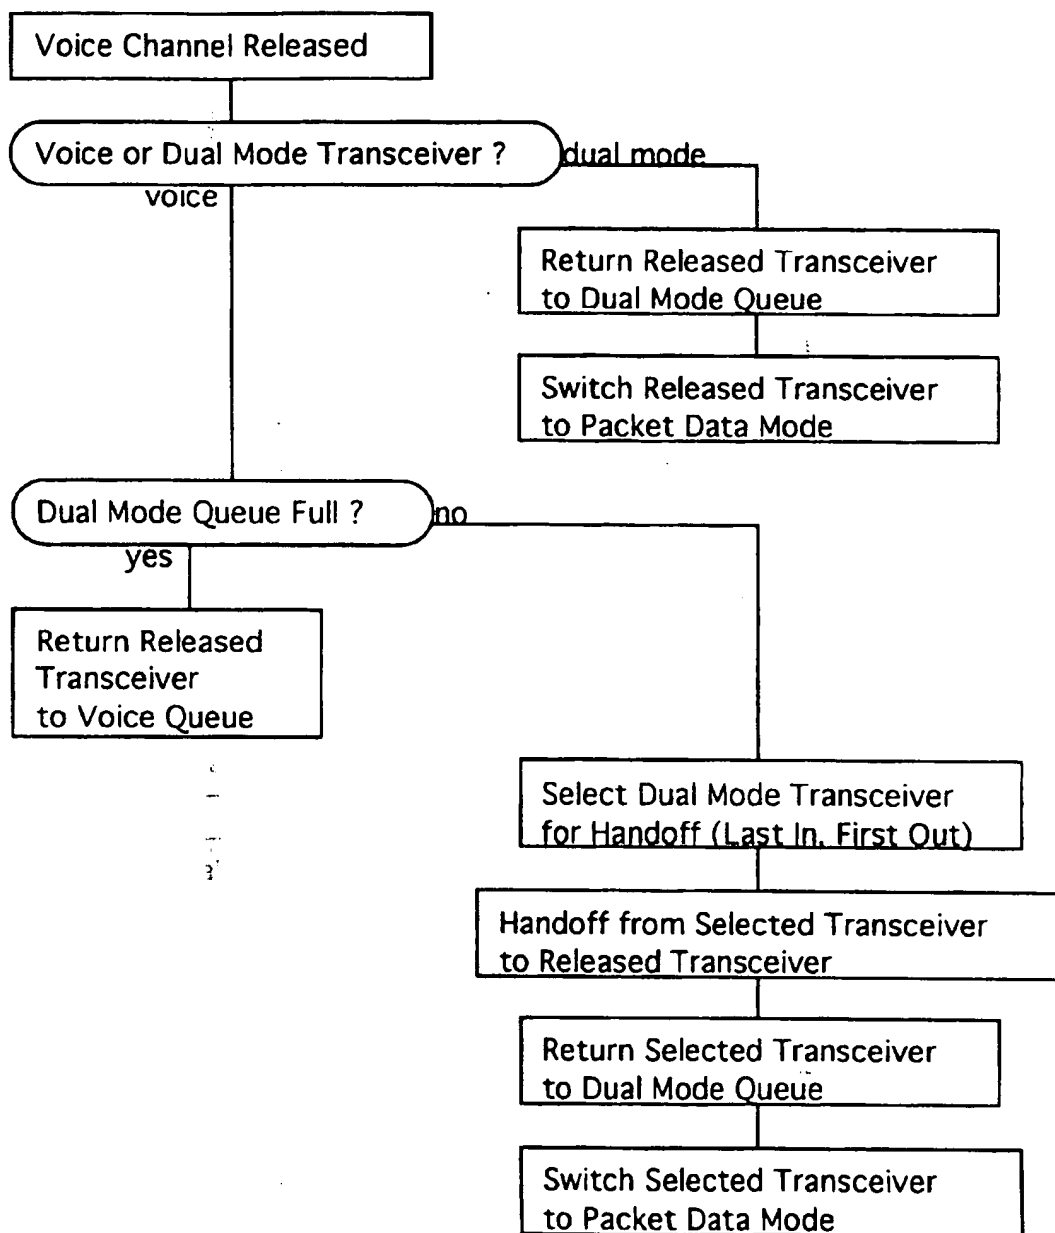 Voice Channel Released
Voice or Dual Mode Transceiver ?
dual mode
voice
Return Released Transceiver
to Dual Mode Queue
Switch Released Transceiver
to Packet Data Mode
Dual Mode Queue Full ?
no
yes
Return Released
Transceiver
to Voice Queue
Select Dual Mode Transceiver
for Handoff (Last In, First Out)
Handoff from Selected Transceiver
to Released Transceiver
Return Selected Transceiver
to Dual Mode Queue
Switch Selected Transceiver
to Packet Data Mode